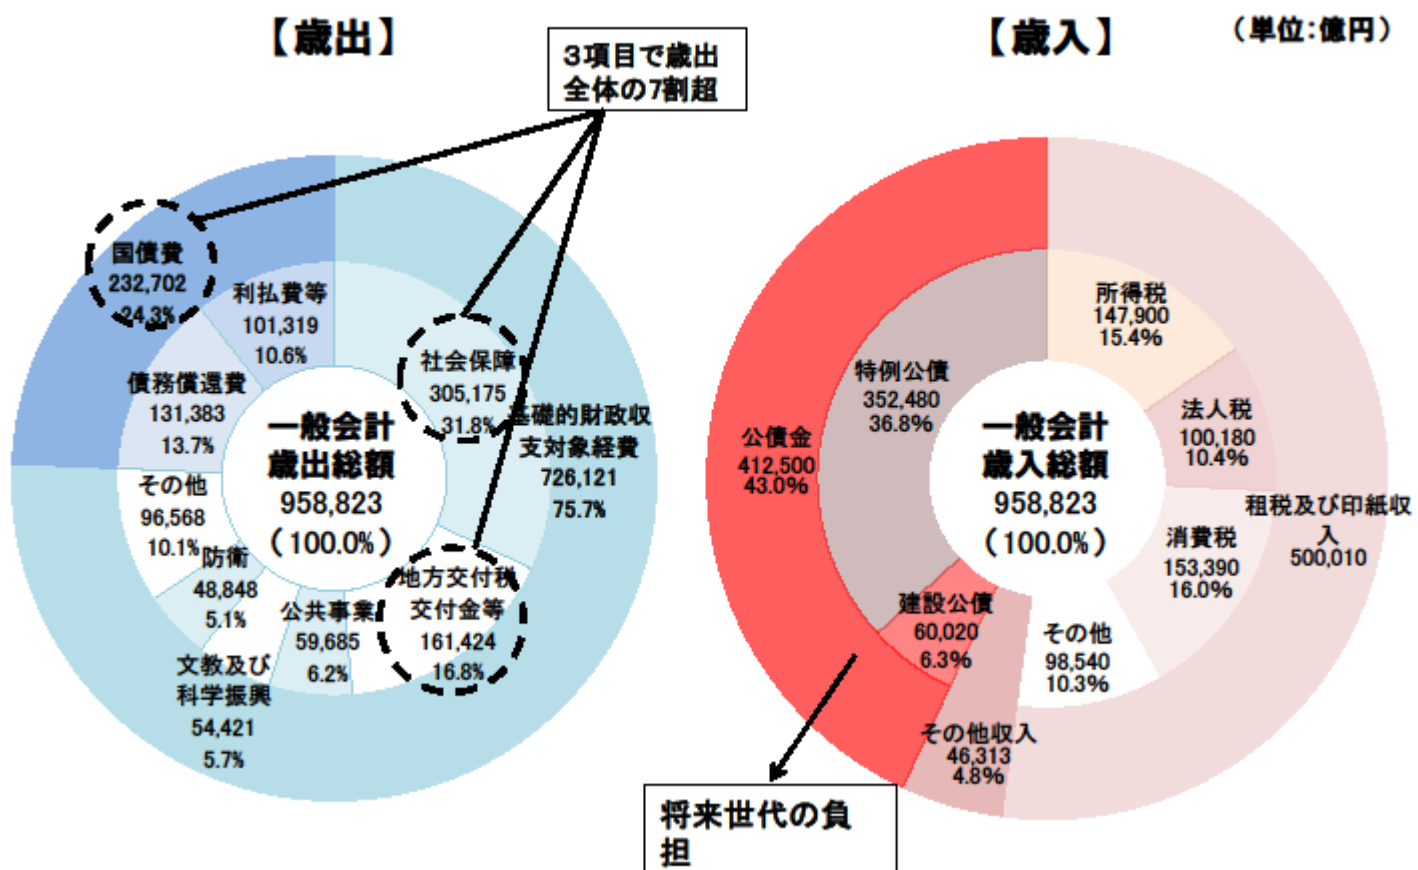 【歳出】
【歳入】
（単位：億円）
3項目で歳出
全体の7割超
国債費
232,702
24.3%
利払費等
101,319
10.6%
債務償還費
131,383
13.7%
社会保障
305,175
31.8%
基礎的財政収
支対象経費
726,121
75.7%
一般会計
歳出総額
958,823
（100.0%）
その他
96,568
10.1%
防衛
48,848
5.1%
公共事業
59,685
6.2%
地方交付税
交付金等
161,424
16.8%
文教及び
科学振興
54,421
5.7%
所得税
147,900
15.4%
特例公債
352,480
36.8%
法人税
100,180
10.4%
公債金
412,500
43.0%
一般会計
歳入総額
958,823
（100.0%）
租税及び印紙収
入
500,010
消費税
153,390
16.0%
建設公債
60,020
6.3%
その他
98,540
10.3%
その他収入
46,313
4.8%
将来世代の負
担